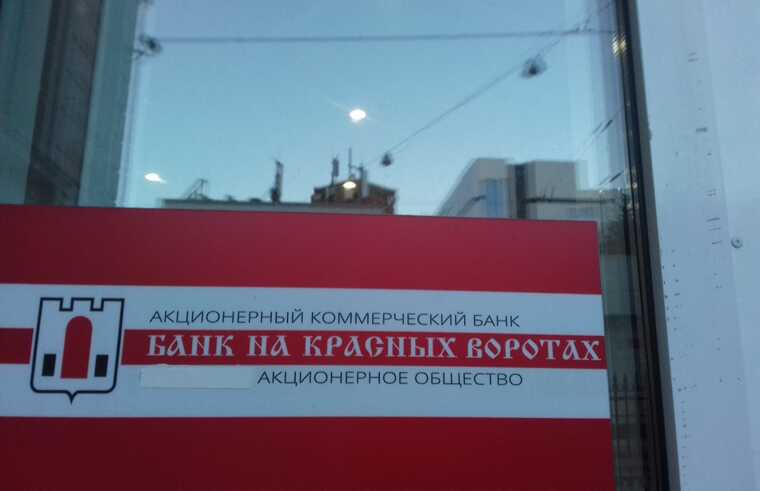 АКЦИОНЕРНЫЙ КОММЕРЧЕСКИЙ БАНК
БАНК НА КРАСНЫХ ВОРОТАХ
АКЦИОНЕРНОЕ ОБЩЕСТВО